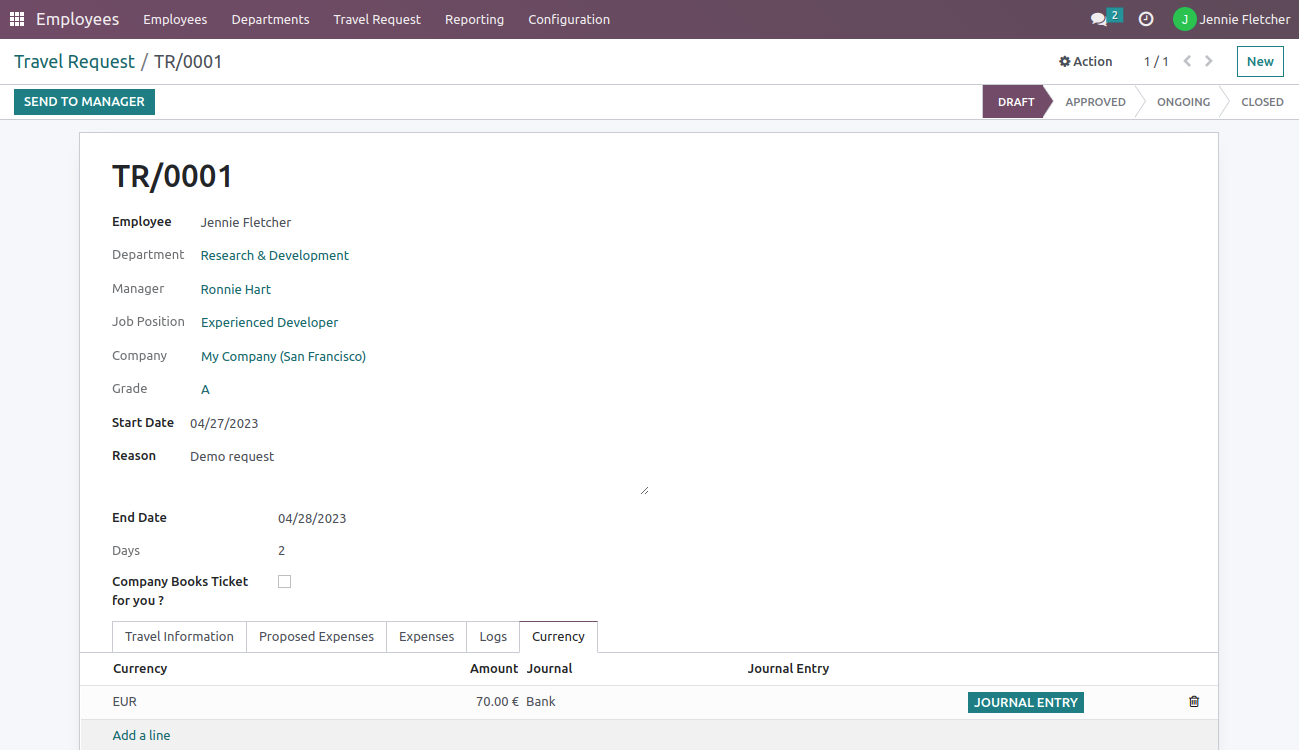 Employees Employees Departments Travel Request Reporting Configuration 2 J Jennie Fletcher
Travel Request / TR/0001 Action 1 / 1 New
SEND TO MANAGER DRAFT APPROVED ONGOING CLOSED
TR/0001
Employee Jennie Fletcher
Department Research & Development
Manager Ronnie Hart
Job Position Experienced Developer
Company My Company (San Francisco)
Grade A
Start Date 04/27/2023
Reason Demo request
End Date 04/28/2023
Days 2
Company Books Ticket
for you ?
Travel Information Proposed Expenses Expenses Logs Currency
Currency Amount Journal Journal Entry
EUR 70.00 € Bank JOURNAL ENTRY
Add a line